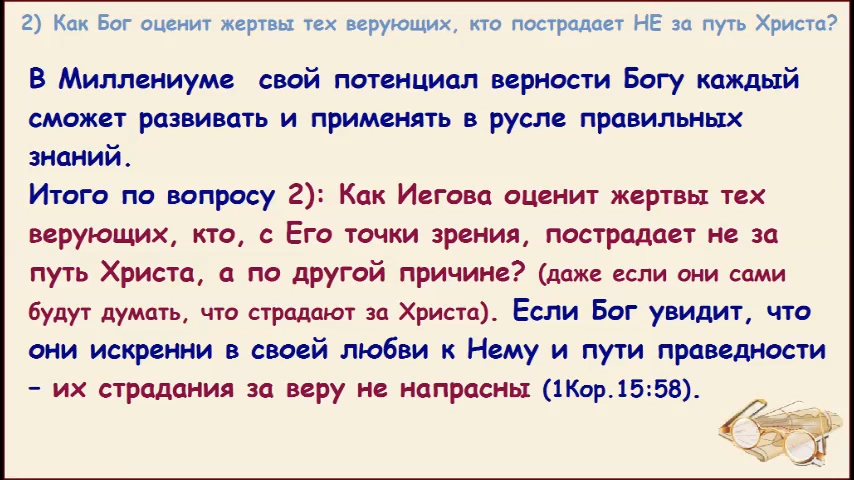 2) Как Бог оценит жертвы тех верующих, кто пострадает НЕ за путь Христа?
В Миллениуме свой потенциал верности Богу каждый
сможет развивать и применять в русле правильных
знаний.
Итого по вопросу 2): Как Иегова оценит жертвы тех
верующих, кто, с Его точки зрения, пострадает не за
путь Христа, а по другой причине? (даже если они сами
будут думать, что страдают за Христа). Если Бог увидит, что
они искренни в своей любви к Нему и пути праведности
– их страдания за веру не напрасны (1Кор.15:58).